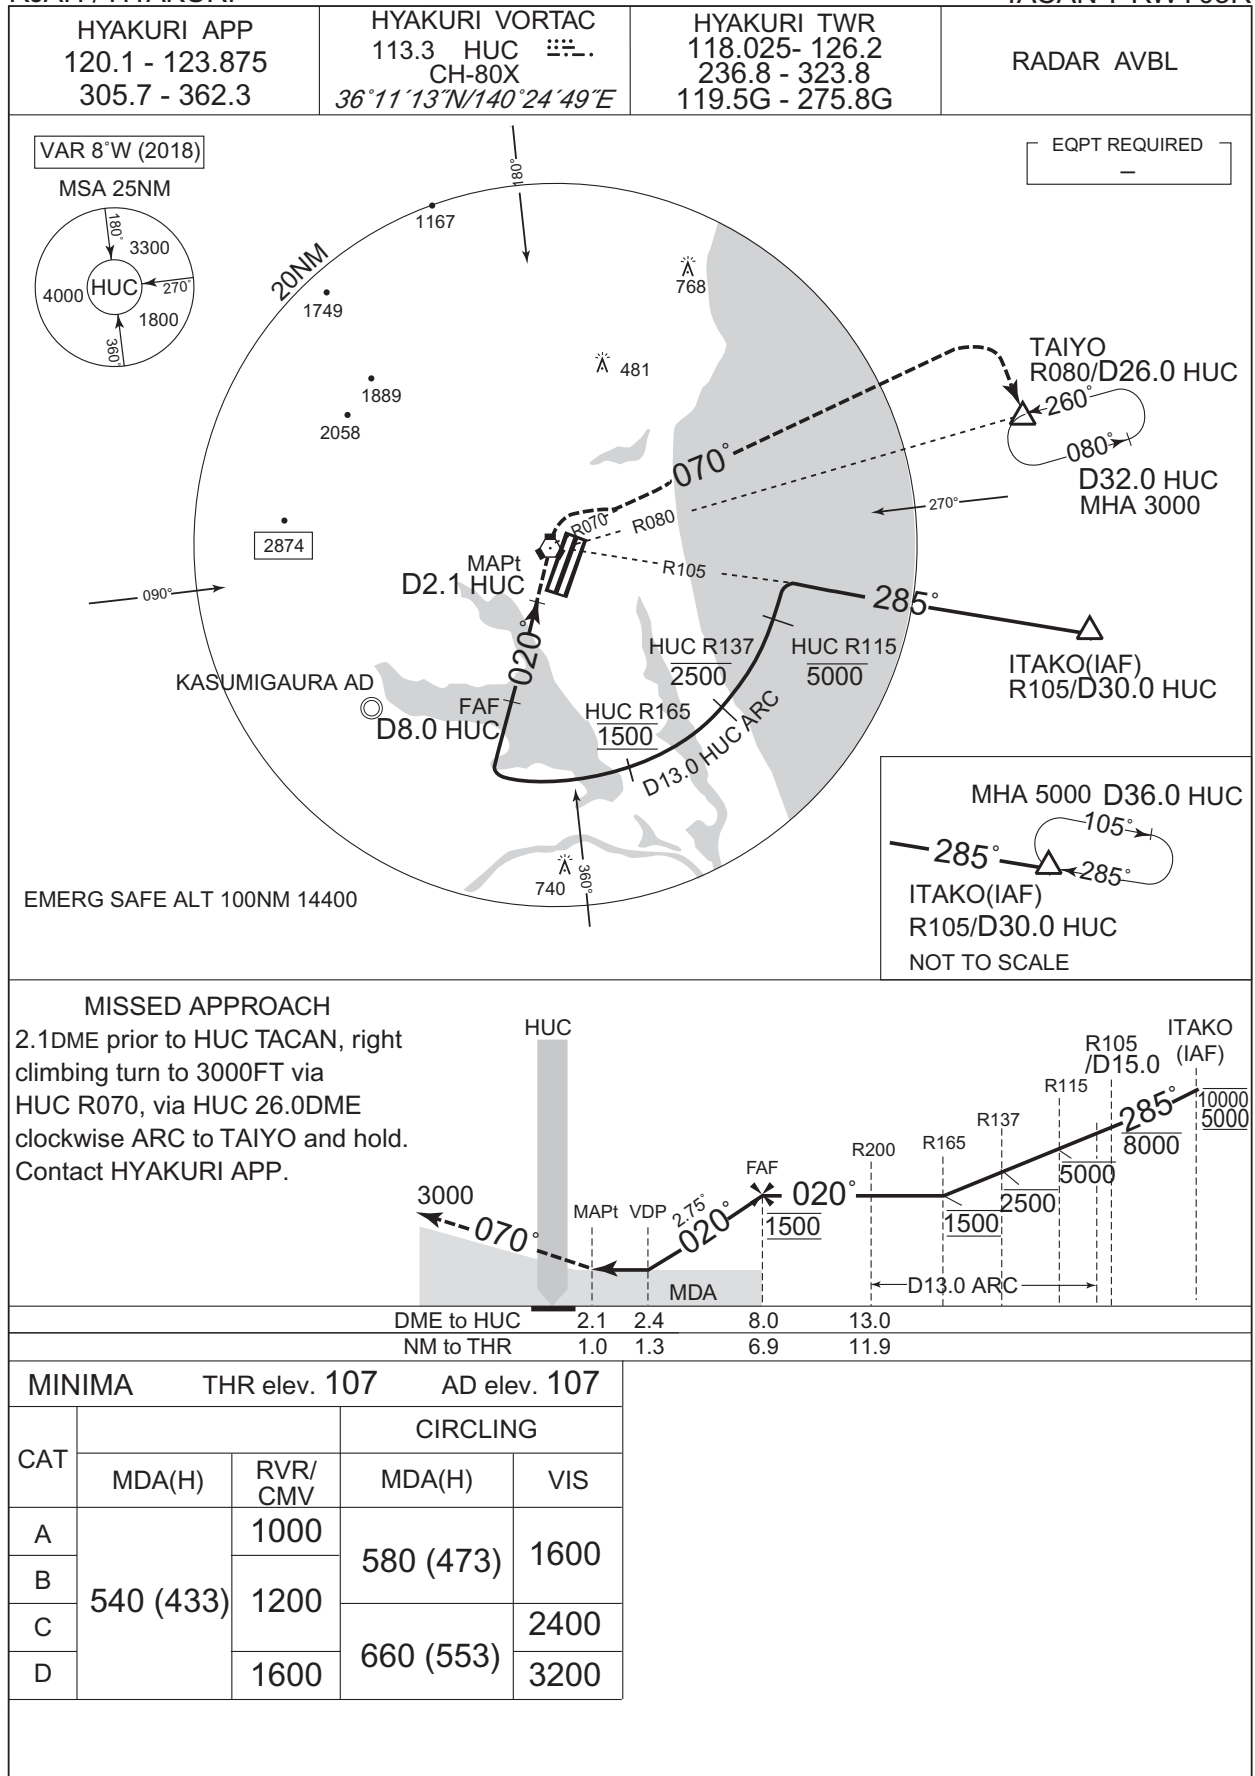 HYAKURI APP
120.1 - 123.875
305.7 - 362.3
HYAKURI VORTAC
113.3 HUC
CH-80X
36°11´13˝N/140°24´49˝E
HYAKURI TWR
118.025- 126.2
236.8 - 323.8
119.5G - 275.8G
RADAR AVBL
VAR 8°W (2018)
MSA 25NM
180°
3300
4000
HUC
270°
1800
360°
EQPT REQUIRED
–
180°
1167
20NM
1749
768
481
1889
2058
2874
TAIYO
R080/D26.0 HUC
260°
080°
D32.0 HUC
MHA 3000
070°
R070
R080
270°
R105
MAPt
D2.1 HUC
090°
285°
020°
HUC R137
2500
HUC R115
5000
ITAKO(IAF)
R105/D30.0 HUC
KASUMIGAURA AD
FAF
D8.0 HUC
HUC R165
1500
D13.0 HUC ARC
740
360°
EMERG SAFE ALT 100NM 14400
MHA 5000 D36.0 HUC
105°
285°
285°
ITAKO(IAF)
R105/D30.0 HUC
NOT TO SCALE
MISSED APPROACH
2.1DME prior to HUC TACAN, right
climbing turn to 3000FT via
HUC R070, via HUC 26.0DME
clockwise ARC to TAIYO and hold.
Contact HYAKURI APP.
HUC
ITAKO
(IAF)
R105
/D15.0
R115
R137
R165
R200
FAF
285°
10000
5000
8000
5000
2500
1500
020°
1500
2.75°
020°
3000
070°
MAPt VDP
MDA
D13.0 ARC
DME to HUC 2.1 2.4 8.0 13.0
NM to THR 1.0 1.3 6.9 11.9
MINIMA THR elev. 107 AD elev. 107
CAT
CIRCLING
MDA(H)
RVR/
CMV
MDA(H)
VIS
A
B
C
D
540 (433)
1000
1200
1600
580 (473)
660 (553)
1600
2400
3200